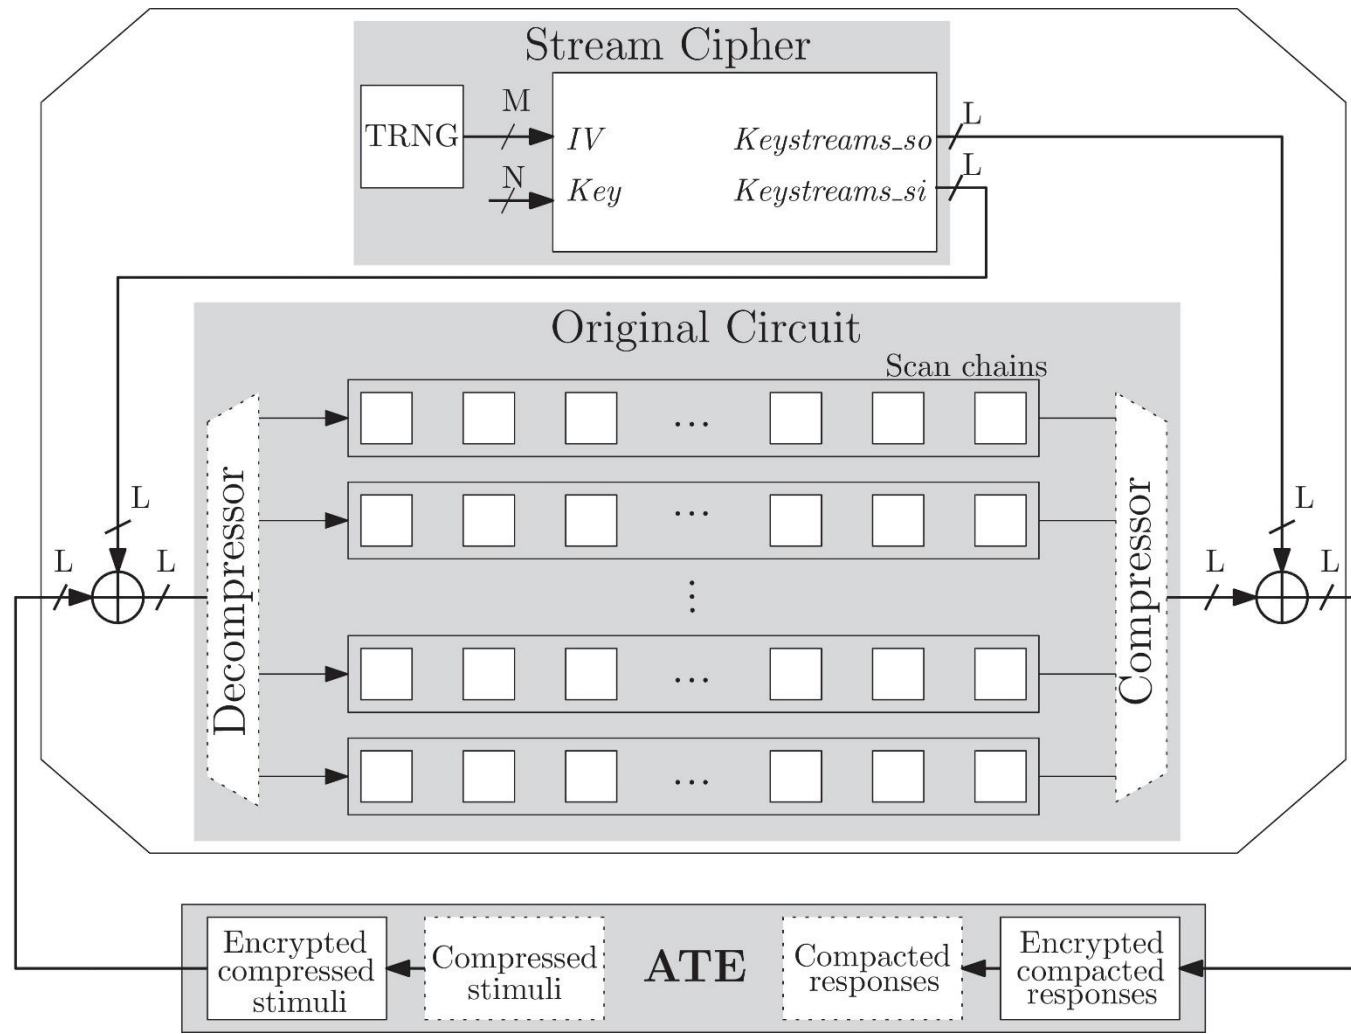 Stream Cipher
TRNG
M
N
IV
Key
Keystreams_so
Keystreams_si
L
L
Original Circuit
Scan chains
...
...
...
...
...
Decompressor
Compressor
L
L
L
L
L
L
Encrypted
compressed
stimuli
Compressed
stimuli
ATE
Compacted
responses
Encrypted
compacted
responses